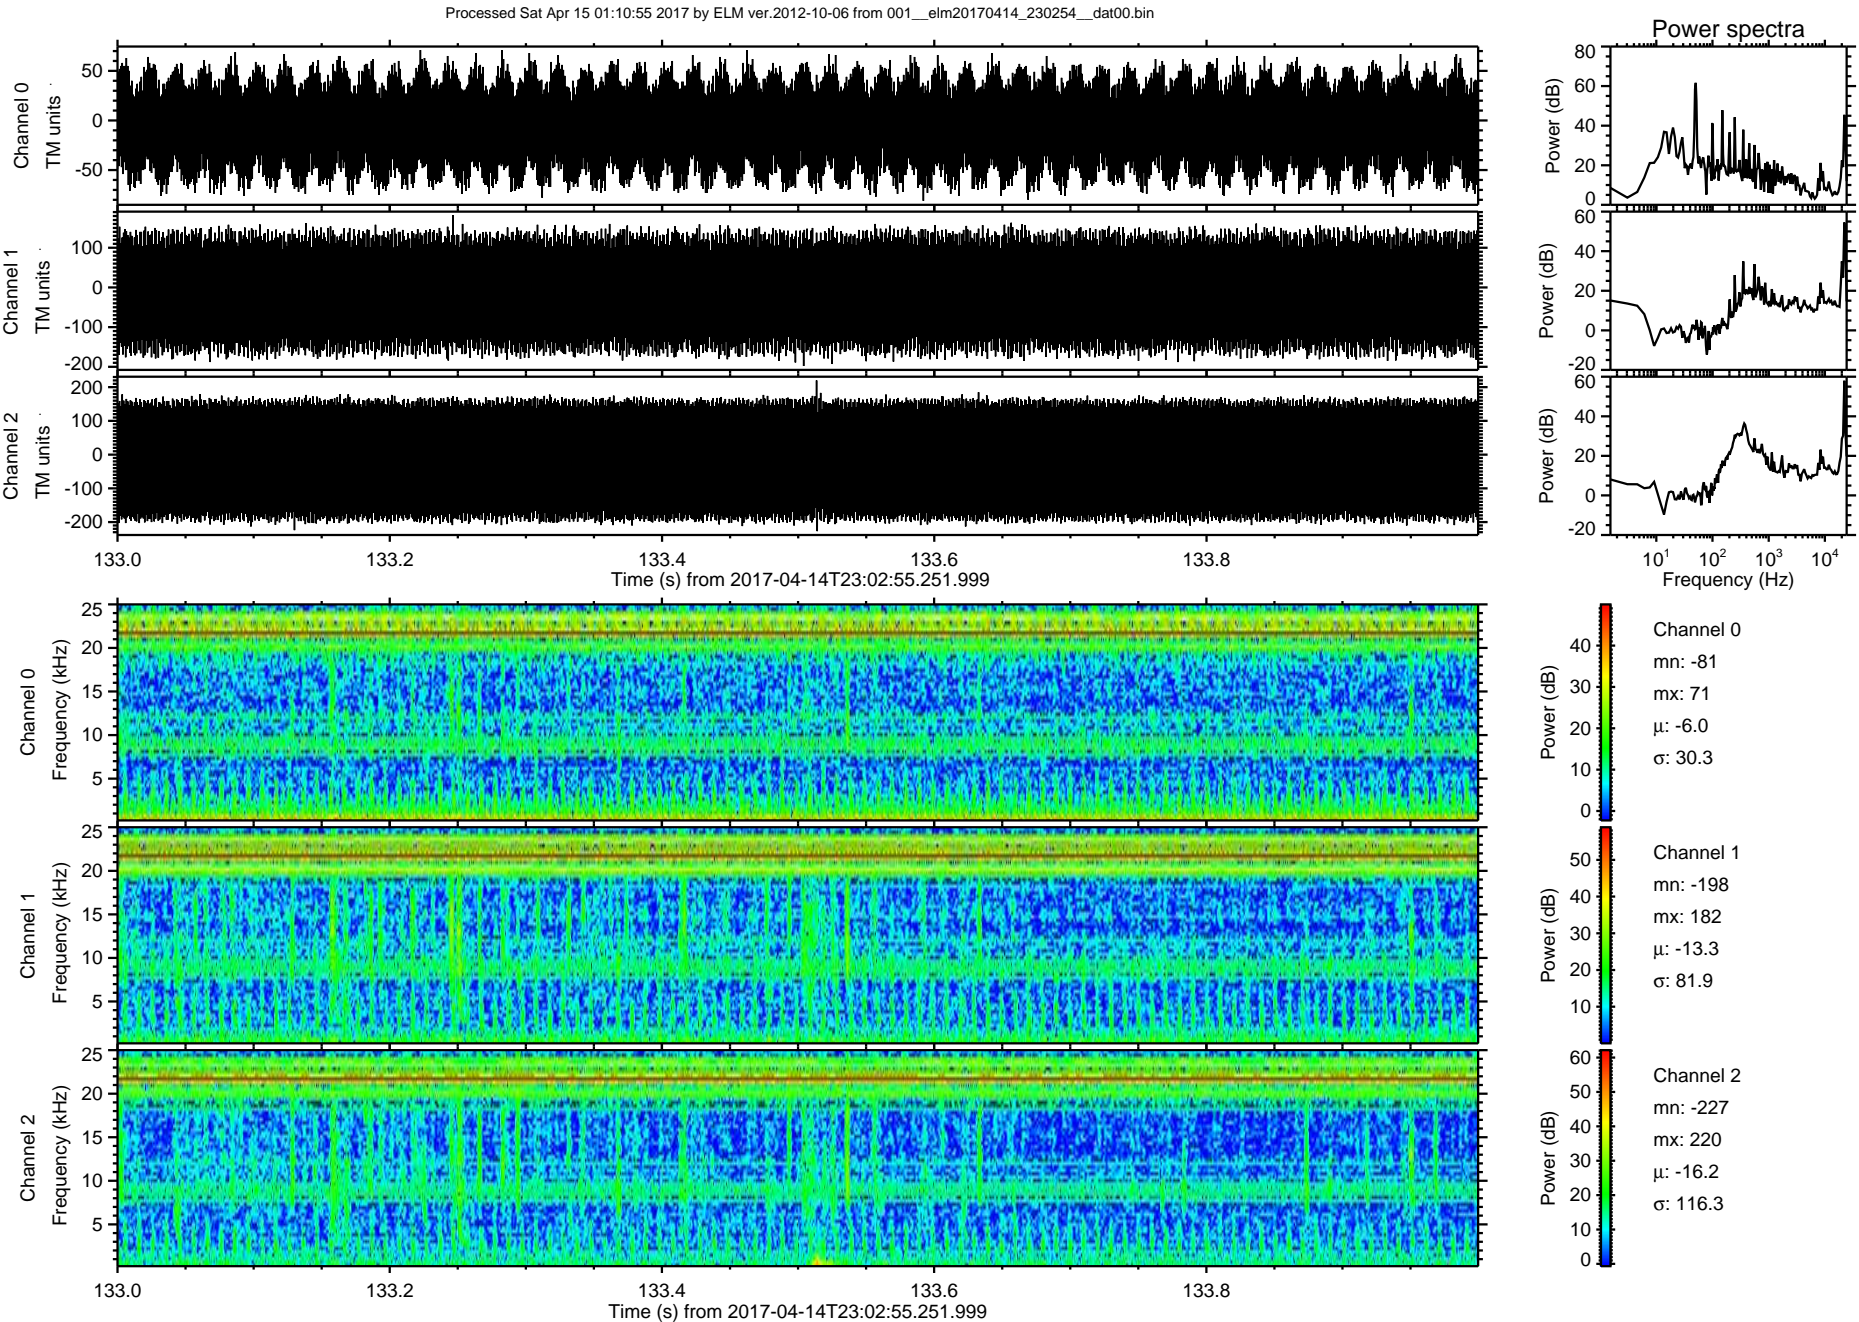 Processed Sat Apr 15 01:10:55 2017 by ELM ver.2012-10-06 from 001__elm20170414_230254__dat00.bin
Power spectra
Channel 0
TM units
50
0
-50
Power (dB)
80
60
40
20
0
Channel 1
TM units
100
0
-100
-200
Power (dB)
60
40
20
0
-20
Channel 2
TM units
200
100
0
-100
-200
Power (dB)
60
40
20
0
-20
133.0 133.2 133.4 133.6 133.8
Time (s) from 2017-04-14T23:02:55.251.999
10¹ 10² 10³ 10⁴
Frequency (Hz)
Channel 0
Frequency (kHz)
25
20
15
10
5
Power (dB)
40
30
20
10
0
Channel 0
mn: -81
mx: 71
µ: -6.0
σ: 30.3
Channel 1
Frequency (kHz)
25
20
15
10
5
Power (dB)
50
40
30
20
10
Channel 1
mn: -198
mx: 182
µ: -13.3
σ: 81.9
Channel 2
Frequency (kHz)
25
20
15
10
5
Power (dB)
60
50
40
30
20
10
0
Channel 2
mn: -227
mx: 220
µ: -16.2
σ: 116.3
133.0 133.2 133.4 133.6 133.8
Time (s) from 2017-04-14T23:02:55.251.999